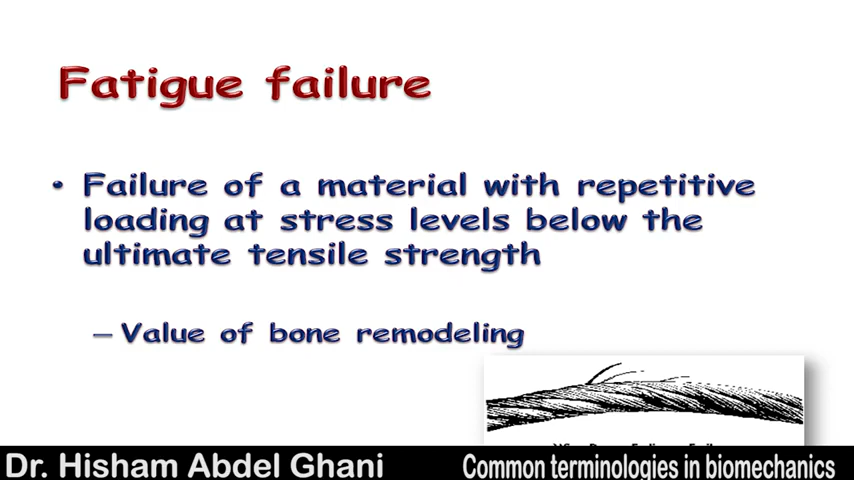 Fatigue failure
• Failure of a material with repetitive
loading at stress levels below the
ultimate tensile strength
– Value of bone remodeling
Dr. Hisham Abdel Ghani
Common terminologies in biomechanics